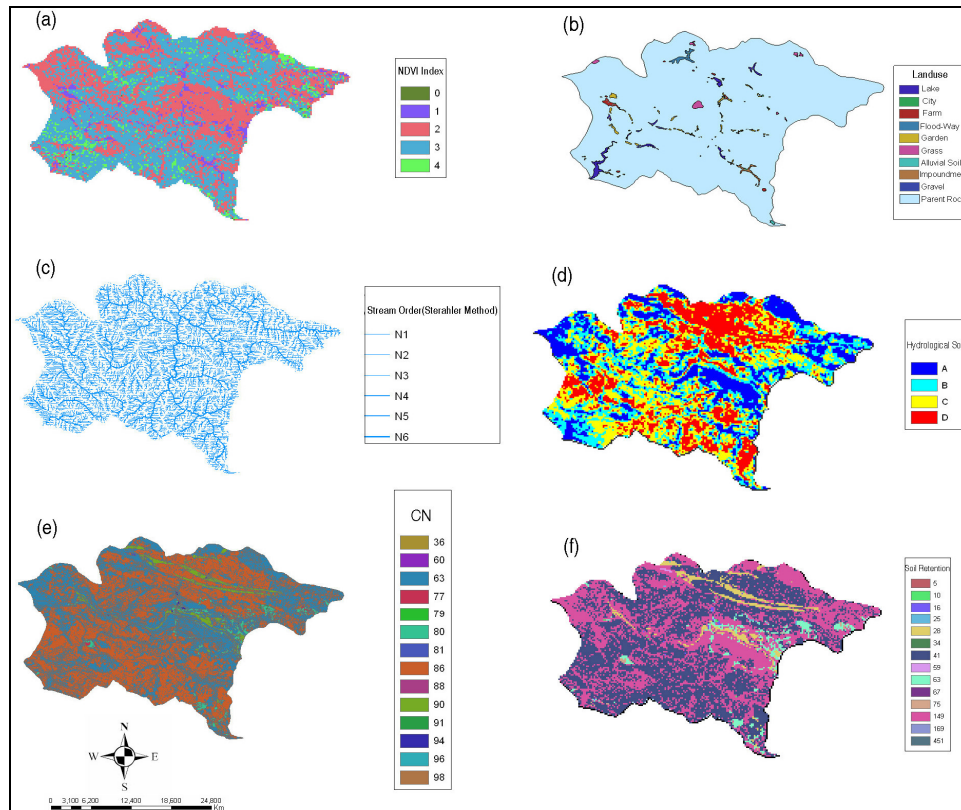 (a)
NDVI Index
0
1
2
3
4
(b)
Landuse
Lake
City
Farm
Flood-Way
Garden
Grass
Alluvial Soil
Impoundme
Gravel
Parent Roc
(c)
Stream Order(Sterahler Method)
N1
N2
N3
N4
N5
N6
(d)
Hydrological So
A
B
C
D
(e)
CN
36
60
63
77
79
80
81
86
88
90
91
94
96
98
N
W E
S
0 3,100 6,200 12,400 18,600 24,800
Km
(f)
Soil Retention
5
10
16
25
28
34
41
59
63
67
75
149
169
451